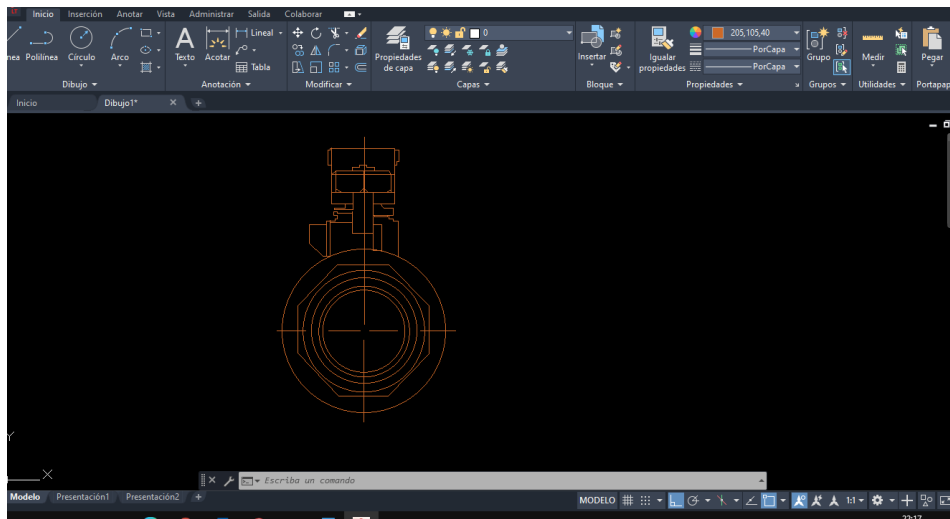 Inicio Inserción Anotar Vista Administrar Salida Colaborar
Polilínea Círculo Arco
Dibujo
Texto Acotar
Lineal
Tabla
Anotación
Modificar
Propiedades de capa
0
Capas
Insertar
Bloque
Igualar propiedades
205,105,40
PorCapa
PorCapa
Propiedades
Grupo
Grupos
Medir
Utilidades
Pegar
Inicio Dibujo1* × +
Y
X
Escriba un comando
Modelo Presentación1 Presentación2 +
MODELO 1:1
22:17